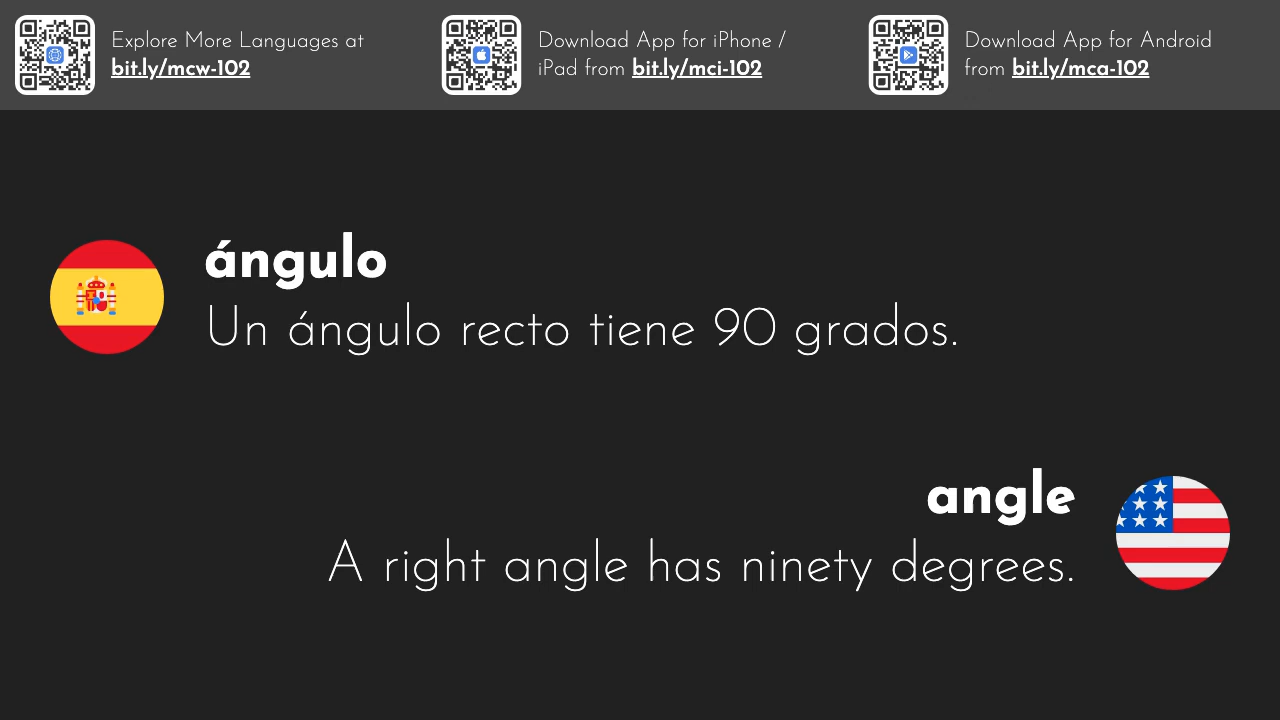 Explore More Languages at
bit.ly/mcw-102
Download App for iPhone /
iPad from bit.ly/mci-102
Download App for Android
from bit.ly/mca-102
ángulo
Un ángulo recto tiene 90 grados.
angle
A right angle has ninety degrees.